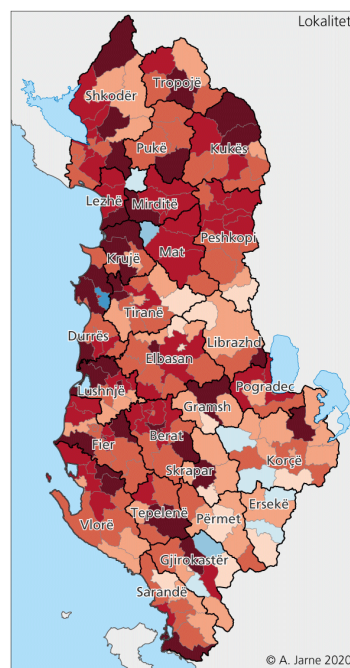 Lokalitet
Shkodër
Tropojë
Pukë
Kukës
Lezhë
Mirditë
Mat
Peshkopi
Krujë
Tiranë
Durrës
Librazhd
Elbasan
Lushnjë
Pogradec
Gramsh
Fier
Berat
Korçë
Skrapar
Ersekë
Tepelenë
Përmet
Vlorë
Gjirokastër
Sarandë
© A. Jarne 2020